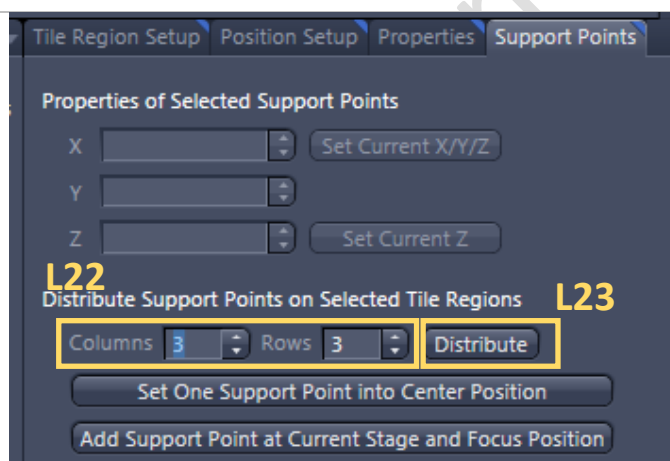 Tile Region Setup Position Setup Properties Support Points
Properties of Selected Support Points
X Set Current X/Y/Z
Y
Z Set Current Z
L22
Distribute Support Points on Selected Tile Regions L23
Columns 3 Rows 3 Distribute
Set One Support Point into Center Position
Add Support Point at Current Stage and Focus Position